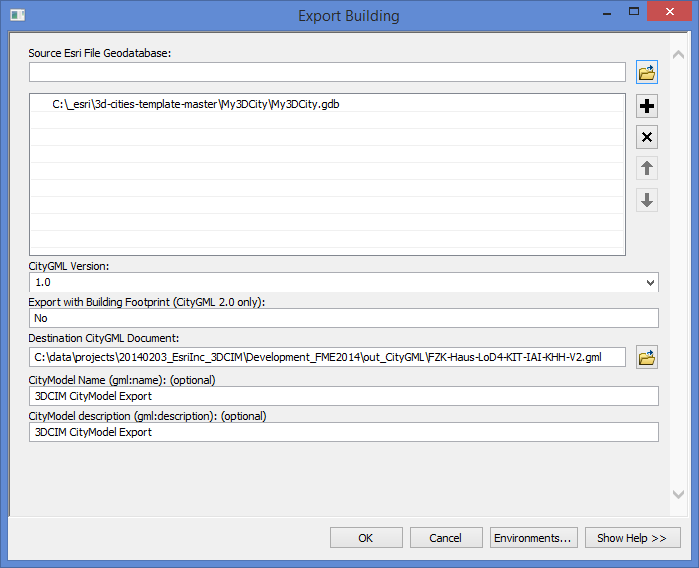 Export Building
Source Esri File Geodatabase:
C:\_esri\3d-cities-template-master\My3DCity\My3DCity.gdb
CityGML Version:
1.0
Export with Building Footprint (CityGML 2.0 only):
No
Destination CityGML Document:
C:\data\projects\20140203_EsriInc_3DCIM\Development_FME2014\out_CityGML\FZK-Haus-LoD4-KIT-IAI-KHH-V2.gml
CityModel Name (gml:name): (optional)
3DCIM CityModel Export
CityModel description (gml:description): (optional)
3DCIM CityModel Export
OK Cancel Environments... Show Help >>